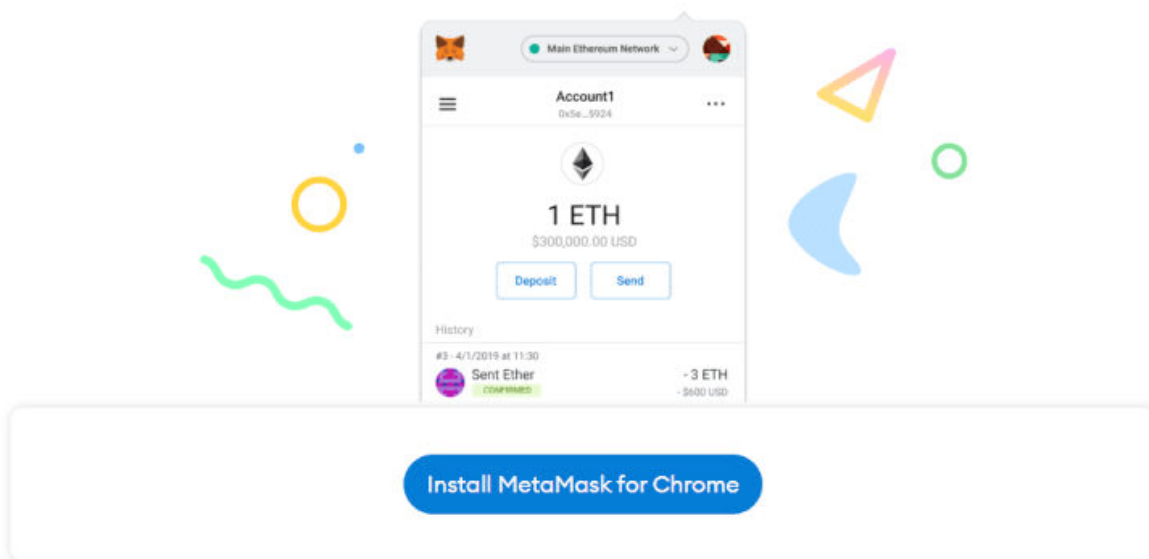 Main Ethereum Network
Account1
0x5e...5924
1 ETH
$300,000.00 USD
Deposit
Send
History
#3 - 4/1/2019 at 11:30
Sent Ether
- 3 ETH
CONFIRMED
- $600 USD
Install MetaMask for Chrome